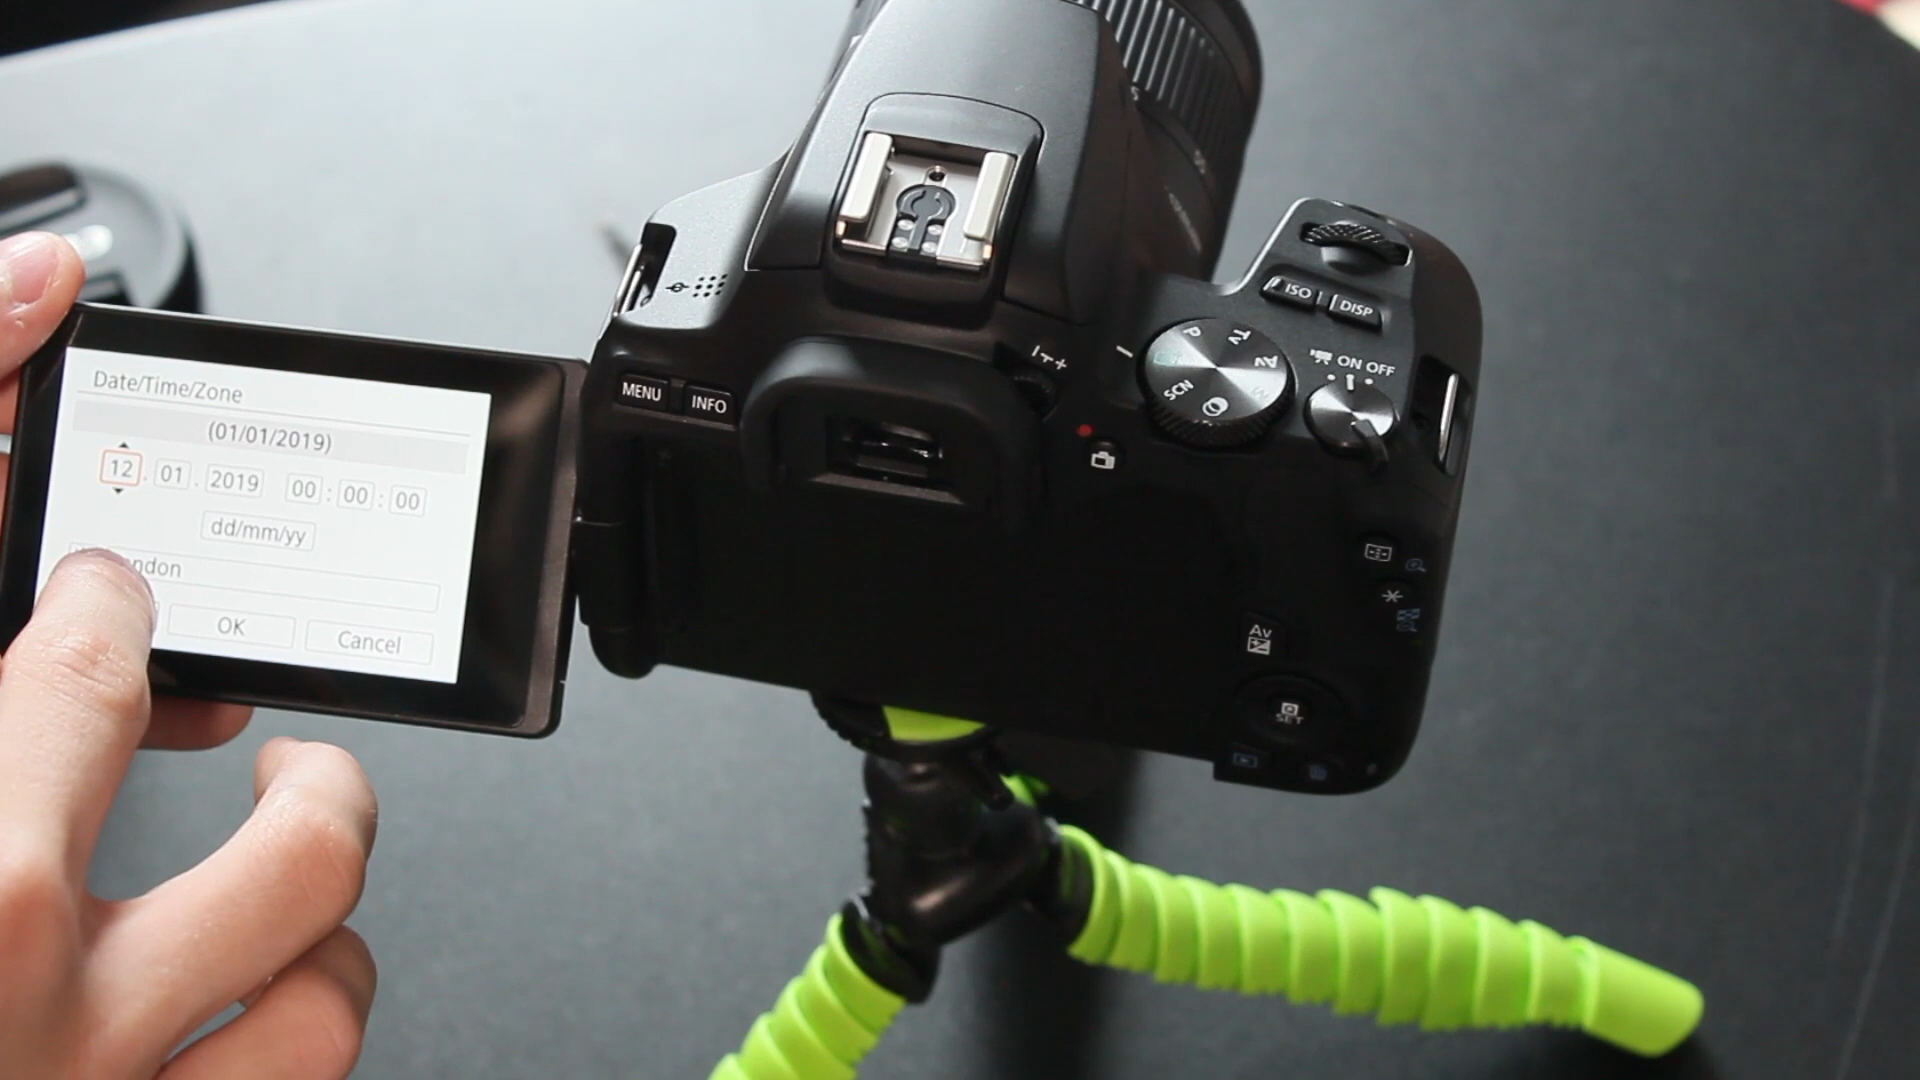 Date/Time/Zone
(01/01/2019)
12 . 01 . 2019 00 : 00 : 00
dd/mm/yy
ndon
OK Cancel
MENU INFO
ISO DISP
ON OFF
P Tv Av
SCN
Av
SET